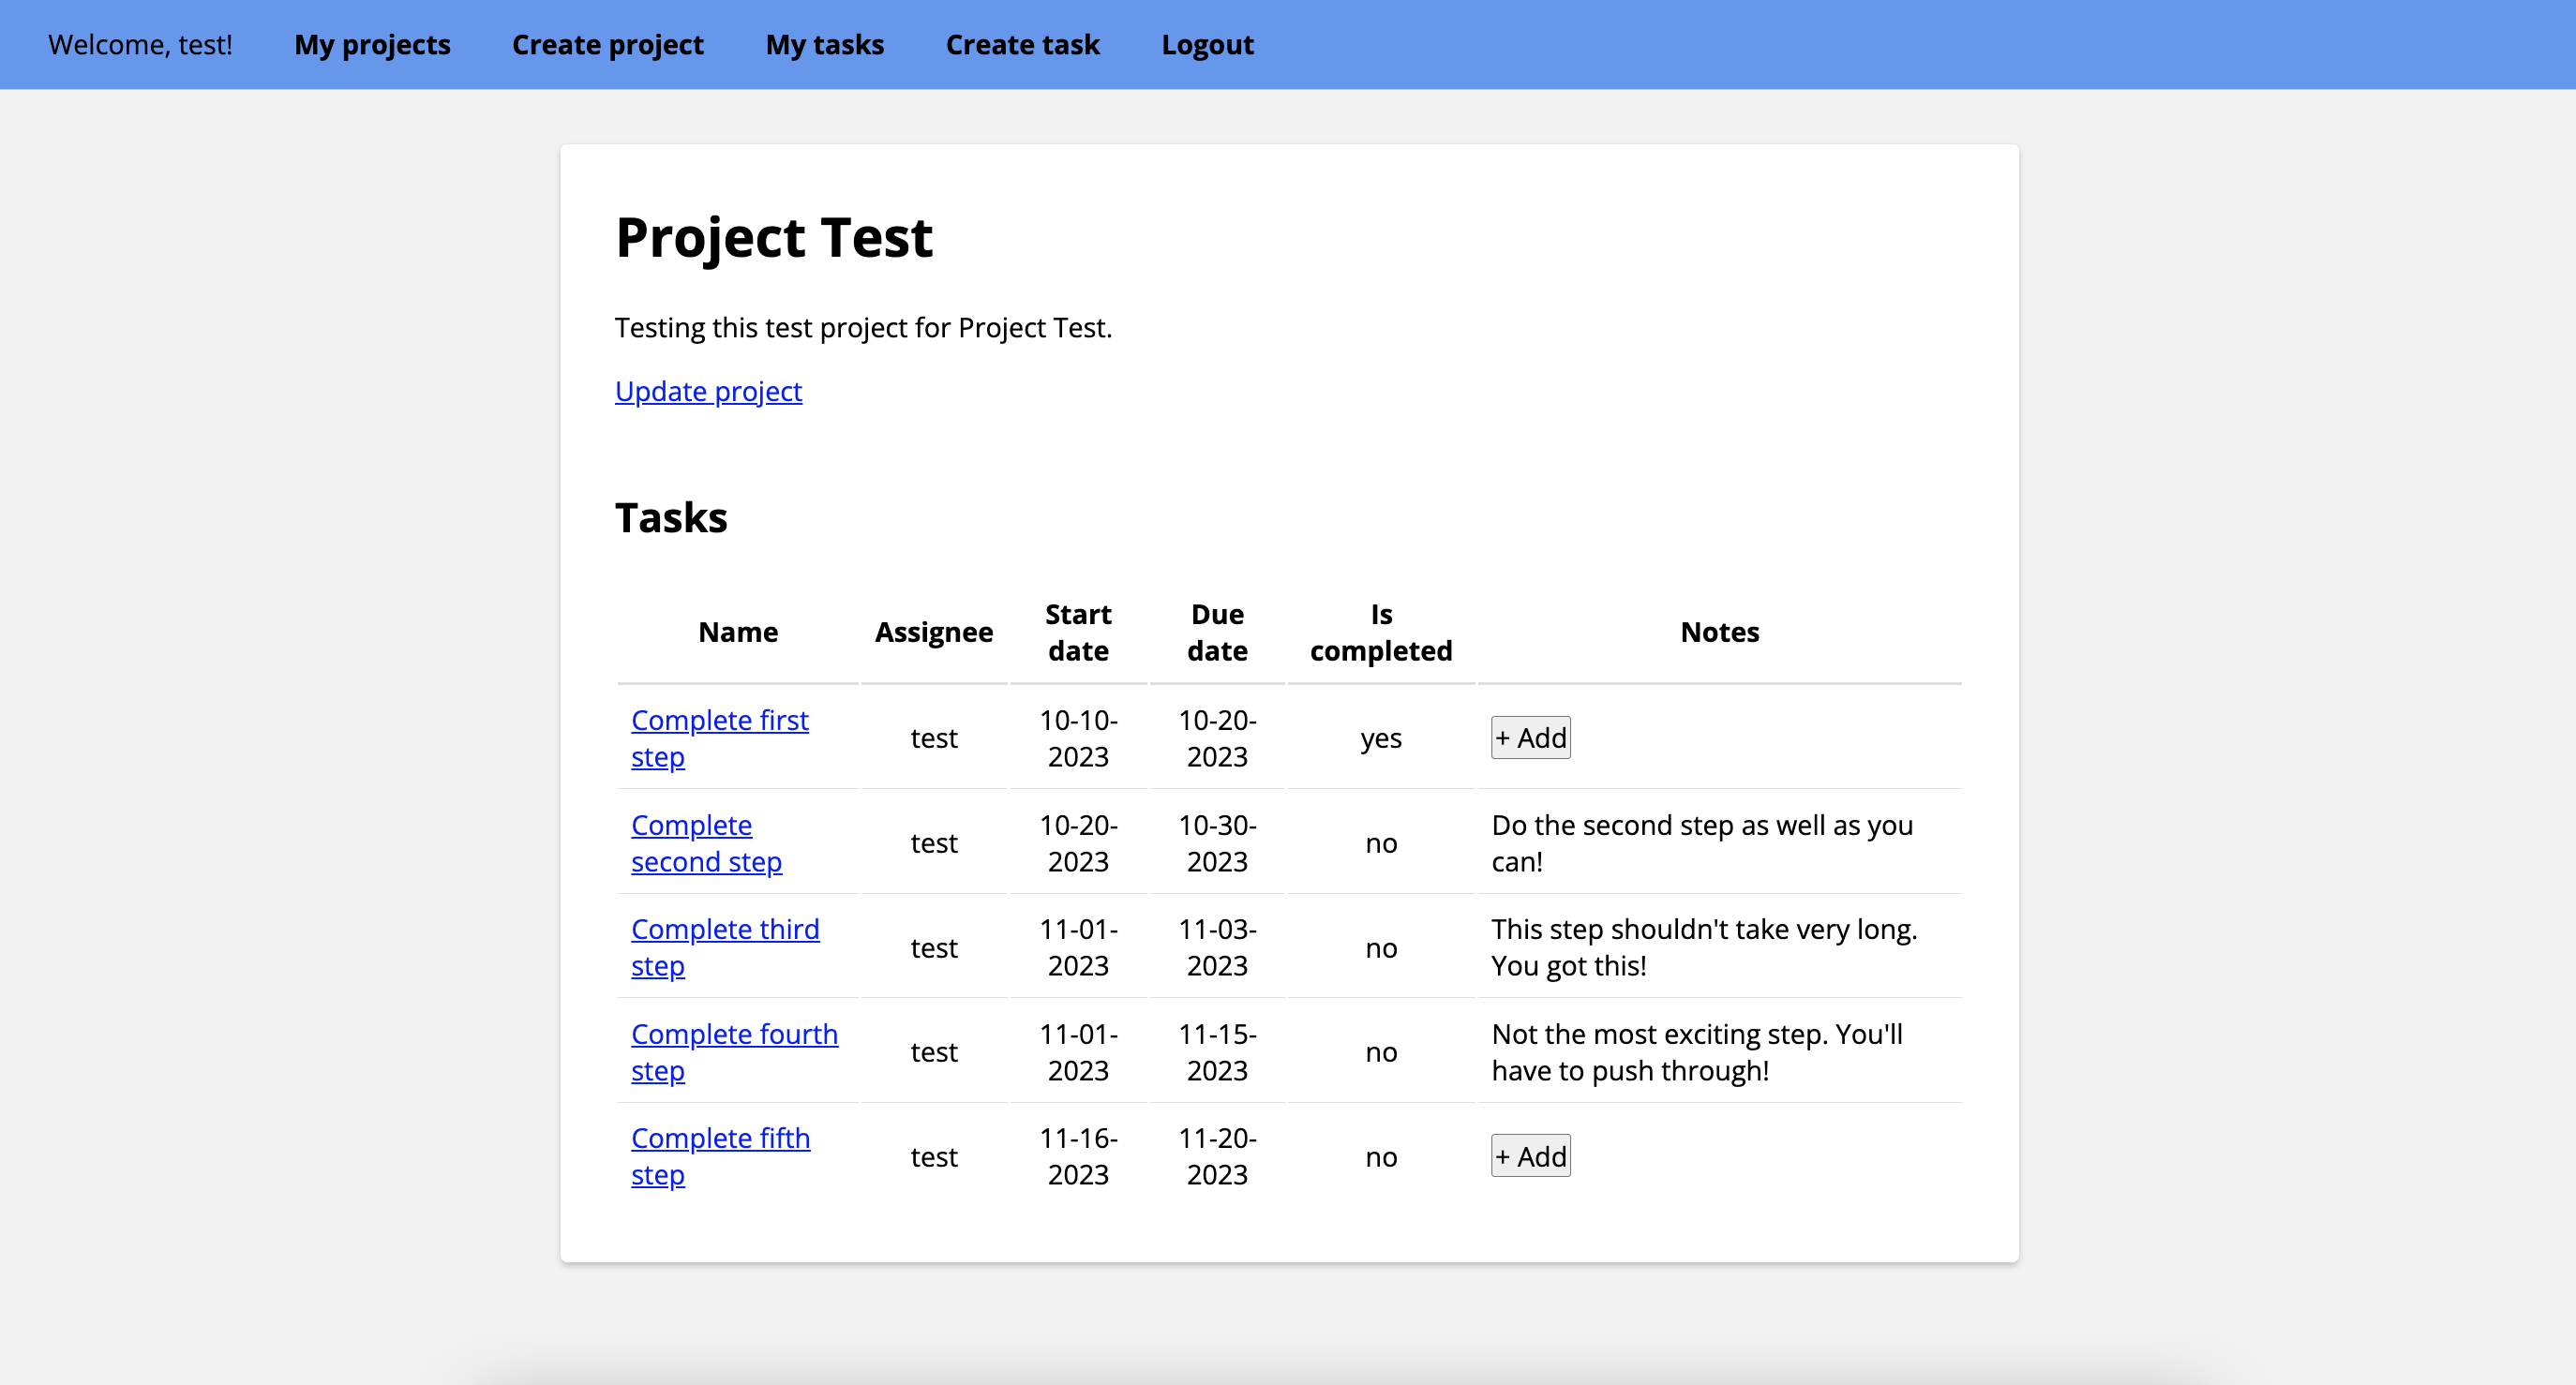 Welcome, test! My projects Create project My tasks Create task Logout
Project Test
Testing this test project for Project Test.
Update project
Tasks
Name Assignee Start date Due date Is completed Notes
Complete first step test 10-10-2023 10-20-2023 yes + Add
Complete second step test 10-20-2023 10-30-2023 no Do the second step as well as you can!
Complete third step test 11-01-2023 11-03-2023 no This step shouldn't take very long. You got this!
Complete fourth step test 11-01-2023 11-15-2023 no Not the most exciting step. You'll have to push through!
Complete fifth step test 11-16-2023 11-20-2023 no + Add